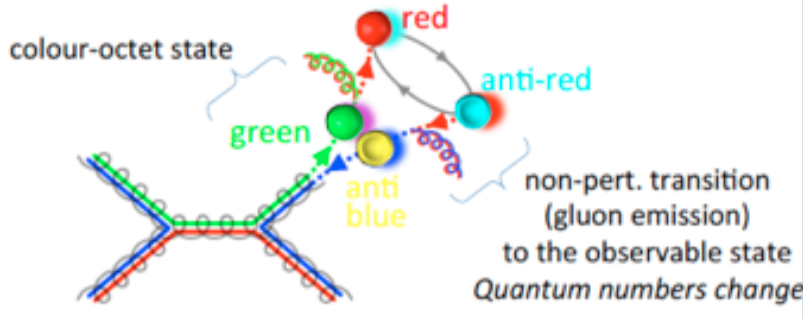 red
colour-octet state
anti-red
green
anti
blue
non-pert. transition
(gluon emission)
to the observable state
Quantum numbers change